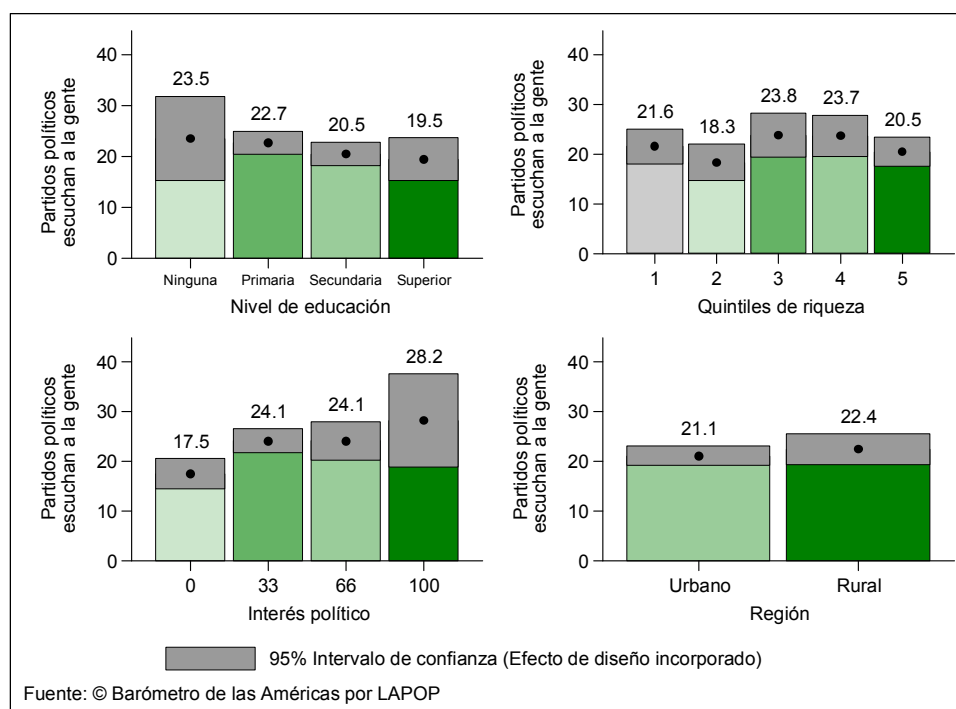 Partidos políticos
escuchan a la gente
40
30
20
10
0
23.5
22.7
20.5
19.5
Ninguna
Primaria
Secundaria
Superior
Nivel de educación
Partidos políticos
escuchan a la gente
40
30
20
10
0
21.6
18.3
23.8
23.7
20.5
1
2
3
4
5
Quintiles de riqueza
Partidos políticos
escuchan a la gente
40
30
20
10
0
17.5
24.1
24.1
28.2
0
33
66
100
Interés político
Partidos políticos
escuchan a la gente
40
30
20
10
0
21.1
22.4
Urbano
Rural
Región
95% Intervalo de confianza (Efecto de diseño incorporado)
Fuente: © Barómetro de las Américas por LAPOP